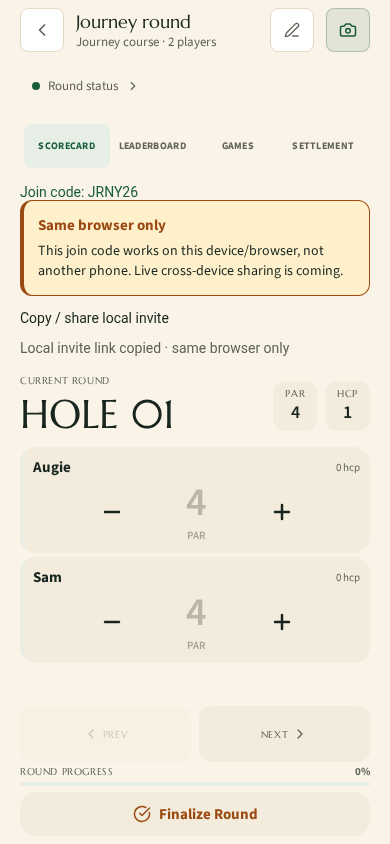 Journey round
Journey course · 2 players
Round status
SCORECARD
LEADERBOARD
GAMES
SETTLEMENT
Join code: JRNY26
Same browser only
This join code works on this device/browser, not
another phone. Live cross-device sharing is coming.
Copy / share local invite
Local invite link copied · same browser only
CURRENT ROUND
HOLE 01
PAR
4
HCP
1
Augie
0 hcp
−
4
+
PAR
Sam
0 hcp
−
4
+
PAR
PREV
NEXT
ROUND PROGRESS
0%
Finalize Round